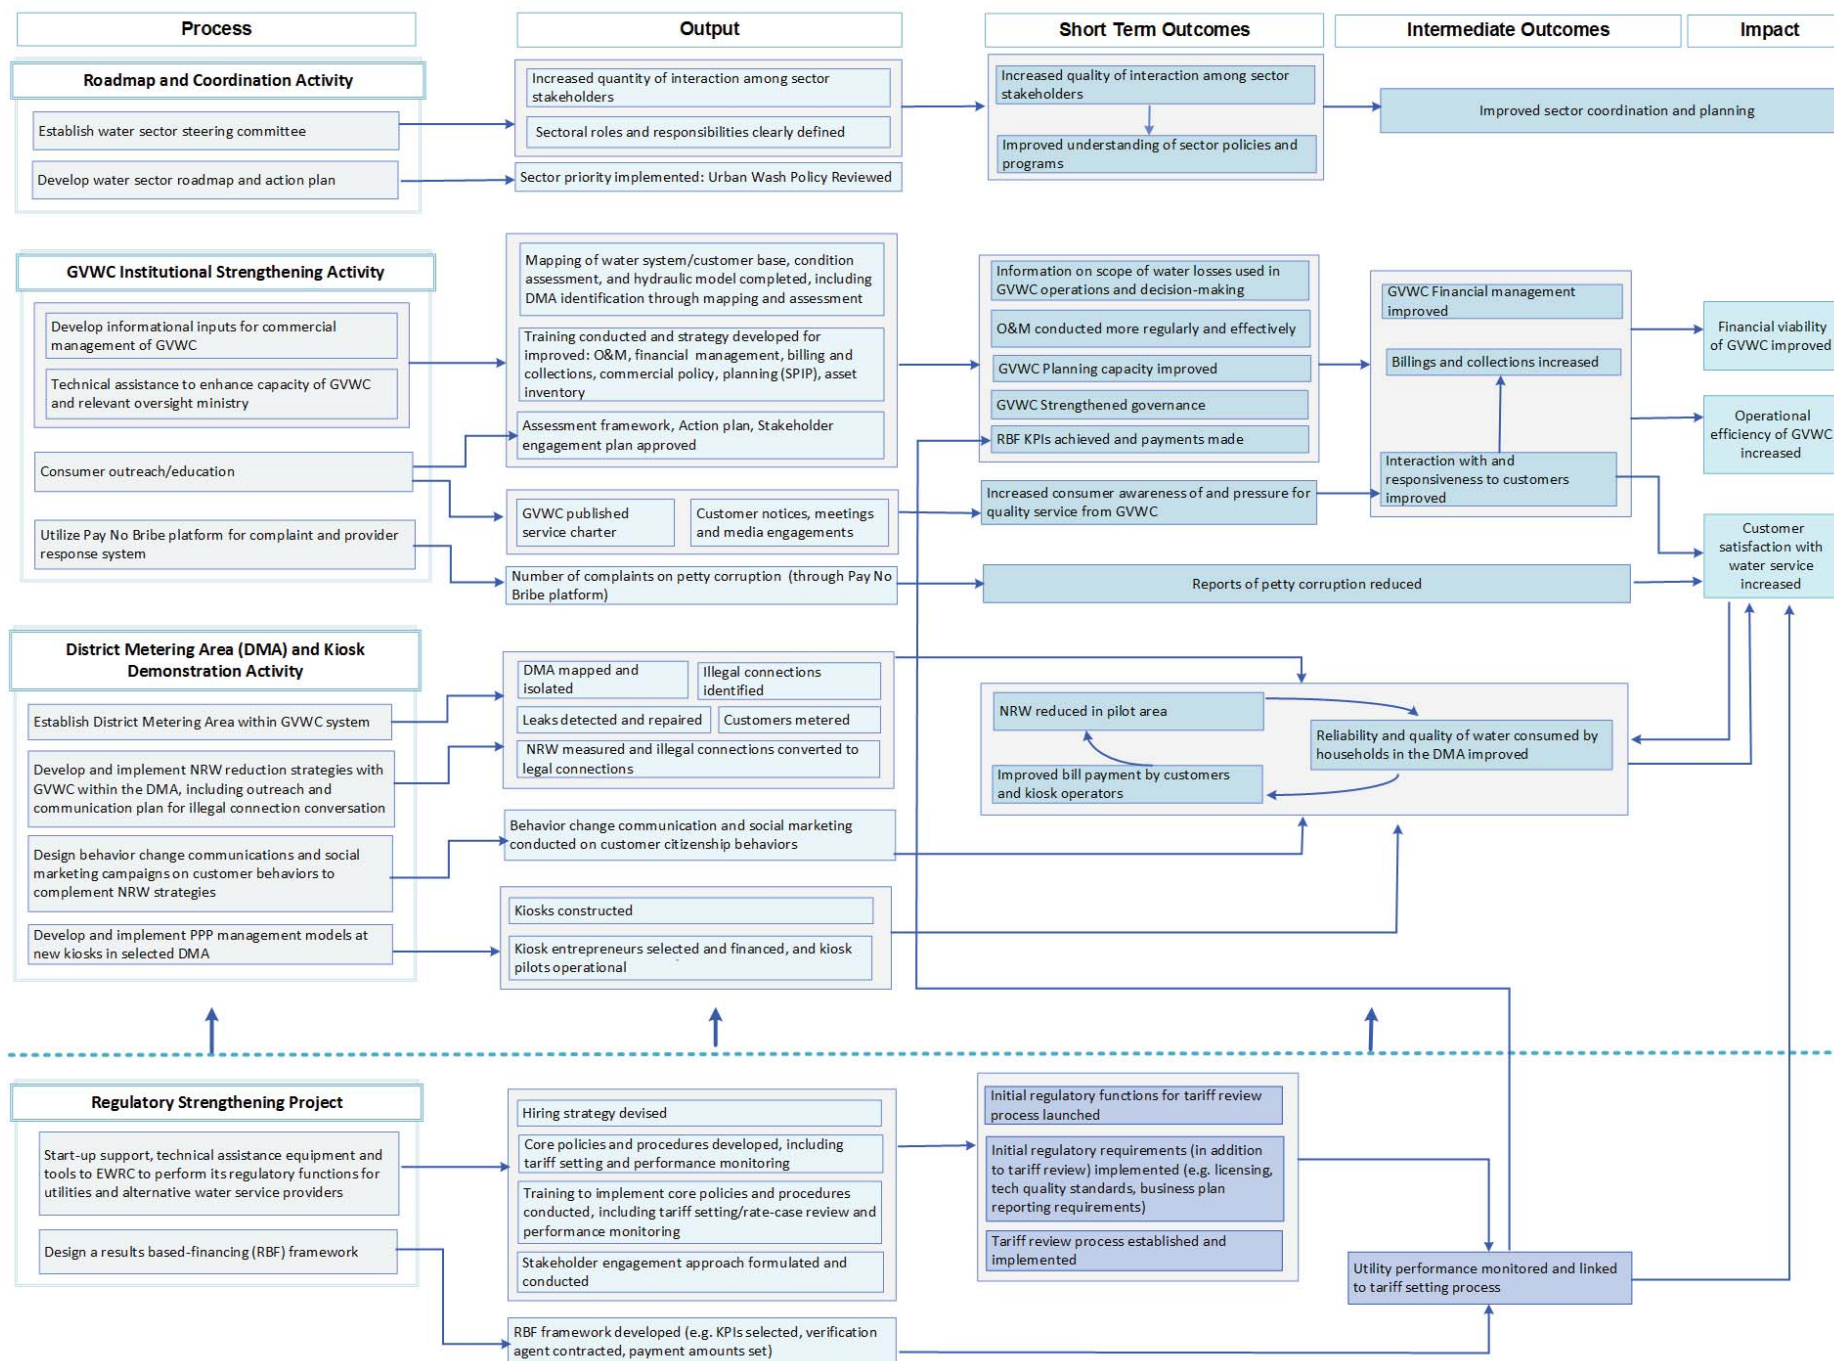 Process
Output
Short Term Outcomes
Intermediate Outcomes
Impact
Roadmap and Coordination Activity
Establish water sector steering committee
Develop water sector roadmap and action plan
Increased quantity of interaction among sector
stakeholders
Sectoral roles and responsibilities clearly defined
Sector priority implemented: Urban Wash Policy Reviewed
Increased quality of interaction among sector
stakeholders
Improved understanding of sector policies and
programs
Improved sector coordination and planning
GVWC Institutional Strengthening Activity
Develop informational inputs for commercial
management of GVWC
Technical assistance to enhance capacity of GVWC
and relevant oversight ministry
Consumer outreach/education
Utilize Pay No Bribe platform for complaint and provider
response system
Mapping of water system/customer base, condition
assessment, and hydraulic model completed, including
DMA identification through mapping and assessment
Training conducted and strategy developed for
improved: O&M, financial management, billing and
collections, commercial policy, planning (SPIP), asset
inventory
Assessment framework, Action plan, Stakeholder
engagement plan approved
GVWC published
service charter
Customer notices, meetings
and media engagements
Number of complaints on petty corruption (through Pay No
Bribe platform)
Information on scope of water losses used in
GVWC operations and decision-making
O&M conducted more regularly and effectively
GVWC Planning capacity improved
GVWC Strengthened governance
RBF KPIs achieved and payments made
Increased consumer awareness of and pressure for
quality service from GVWC
Reports of petty corruption reduced
GVWC Financial management
improved
Billings and collections increased
Interaction with and
responsiveness to customers
improved
Financial viability
of GVWC improved
Operational
efficiency of GVWC
increased
Customer
satisfaction with
water service
increased
District Metering Area (DMA) and Kiosk
Demonstration Activity
Establish District Metering Area within GVWC system
Develop and implement NRW reduction strategies with
GVWC within the DMA, including outreach and
communication plan for illegal connection conversation
Design behavior change communications and social
marketing campaigns on customer behaviors to
complement NRW strategies
Develop and implement PPP management models at
new kiosks in selected DMA
DMA mapped and
isolated
Illegal connections
identified
Leaks detected and repaired
Customers metered
NRW measured and illegal connections converted to
legal connections
Behavior change communication and social marketing
conducted on customer citizenship behaviors
Kiosks constructed
Kiosk entrepreneurs selected and financed, and kiosk
pilots operational
NRW reduced in pilot area
Reliability and quality of water consumed by
households in the DMA improved
Improved bill payment by customers
and kiosk operators
Regulatory Strengthening Project
Start-up support, technical assistance equipment and
tools to EWRC to perform its regulatory functions for
utilities and alternative water service providers
Design a results based-financing (RBF) framework
Hiring strategy devised
Core policies and procedures developed, including
tariff setting and performance monitoring
Training to implement core policies and procedures
conducted, including tariff setting/rate-case review and
performance monitoring
Stakeholder engagement approach formulated and
conducted
RBF framework developed (e.g. KPIs selected, verification
agent contracted, payment amounts set)
Initial regulatory functions for tariff review
process launched
Initial regulatory requirements (in addition
to tariff review) implemented (e.g. licensing,
tech quality standards, business plan
reporting requirements)
Tariff review process established and
implemented
Utility performance monitored and linked
to tariff setting process